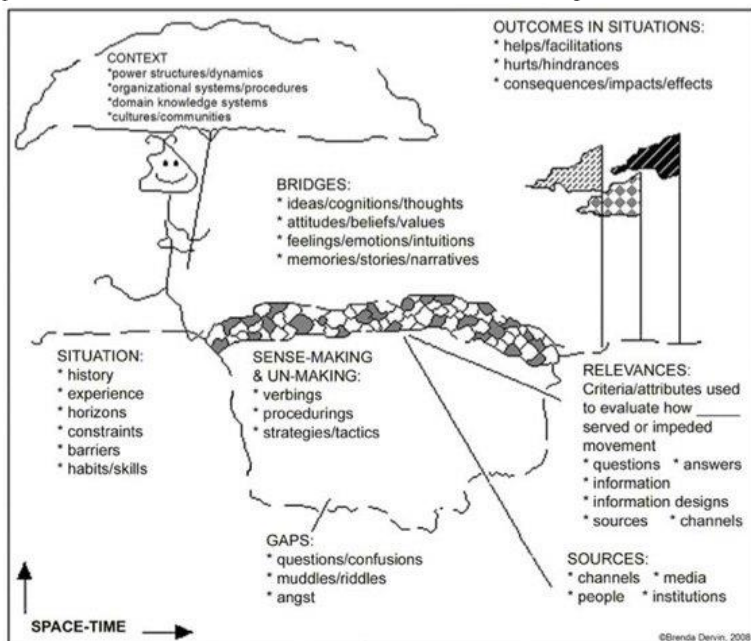 CONTEXT
*power structures/dynamics
*organizational systems/procedures
*domain knowledge systems
*cultures/communities
OUTCOMES IN SITUATIONS:
* helps/facilitations
* hurts/hindrances
* consequences/impacts/effects
BRIDGES:
* ideas/cognitions/thoughts
* attitudes/beliefs/values
* feelings/emotions/intuitions
* memories/stories/narratives
SITUATION:
* history
* experience
* horizons
* constraints
* barriers
* habits/skills
SENSE-MAKING
& UN-MAKING:
* verbings
* procedurings
* strategies/tactics
RELEVANCES:
Criteria/attributes used
to evaluate how _____
served or impeded
movement
* questions * answers
* information
* information designs
* sources * channels
GAPS:
* questions/confusions
* muddles/riddles
* angst
SOURCES:
* channels * media
* people * institutions
SPACE-TIME
©Brenda Dervin, 2008